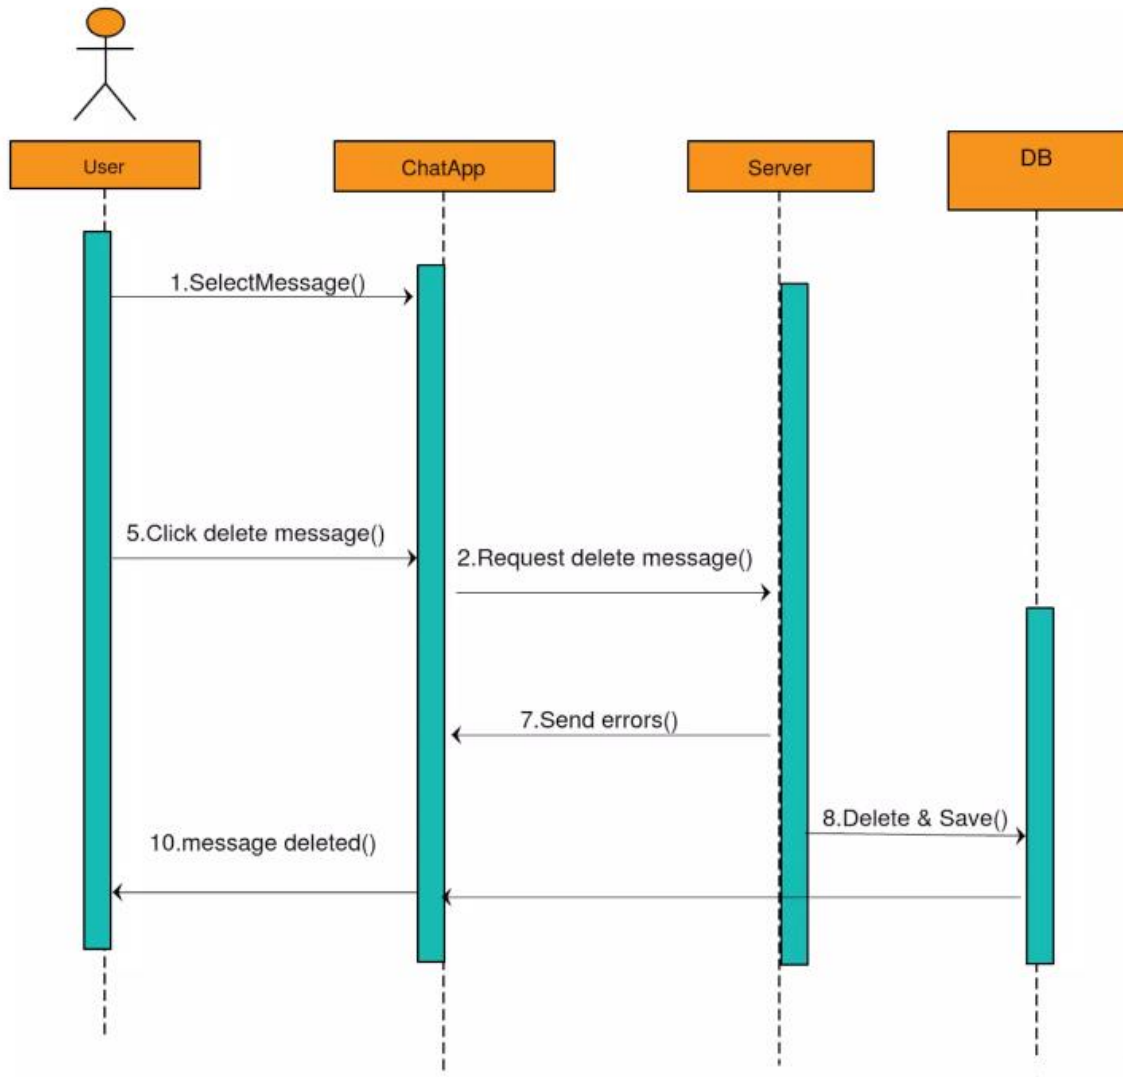 User
ChatApp
Server
DB
1.SelectMessage()
5.Click delete message()
2.Request delete message()
7.Send errors()
8.Delete & Save()
10.message deleted()